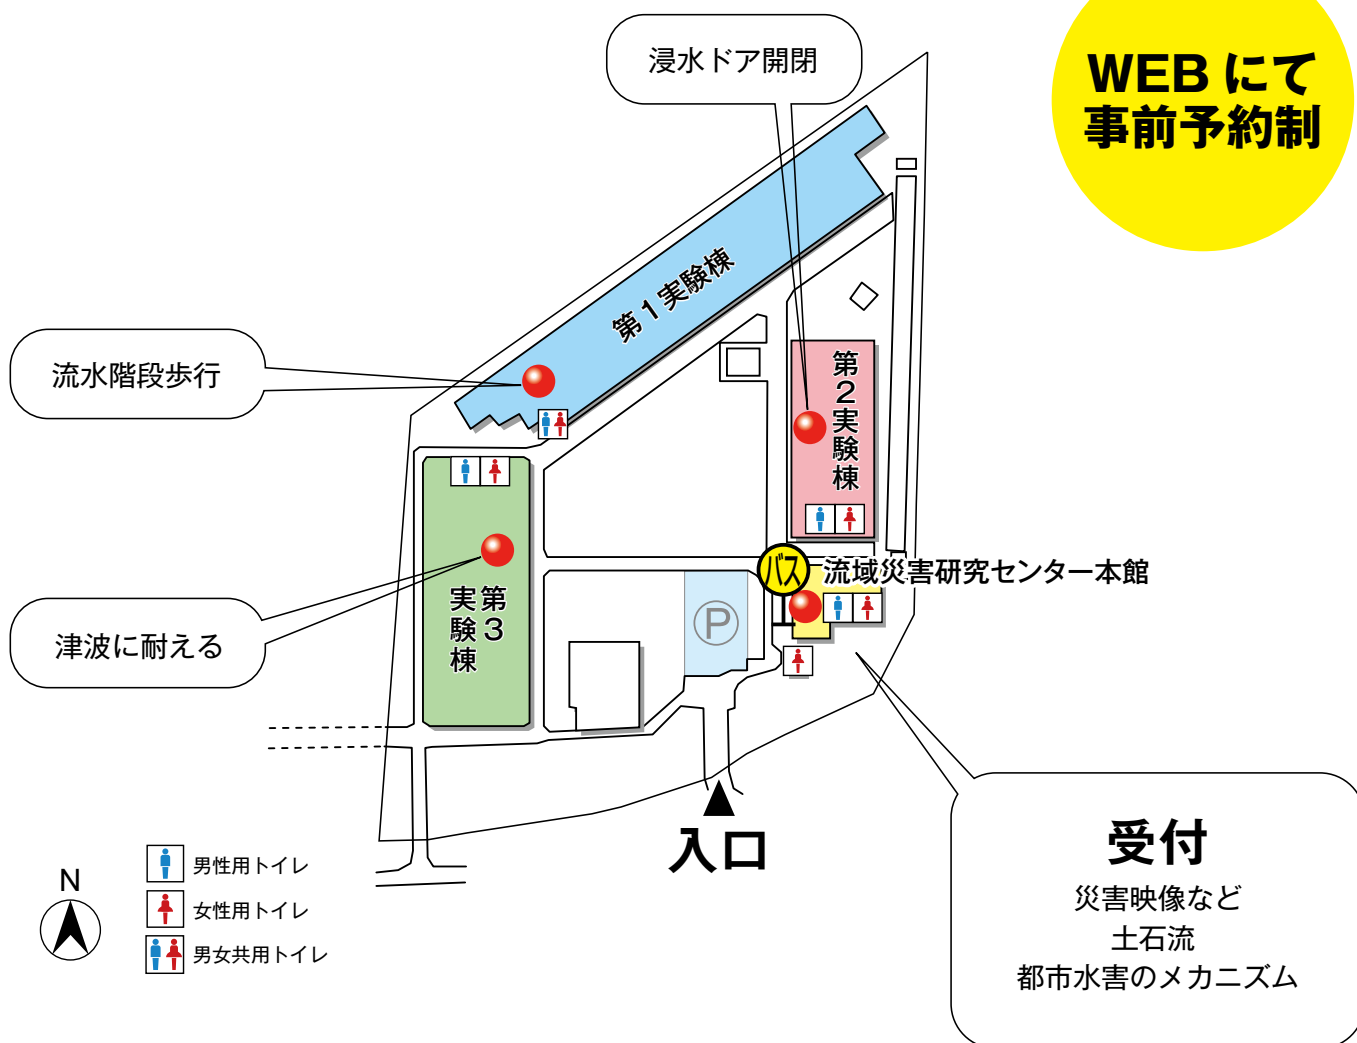 浸水ドア開閉
WEBにて
事前予約制
第1実験棟
流水階段歩行
第2実験棟
バス
流域災害研究センター本館
第3
実験棟
津波に耐える
P
入口
受付
災害映像など
土石流
都市水害のメカニズム
N
男性用トイレ
女性用トイレ
男女共用トイレ